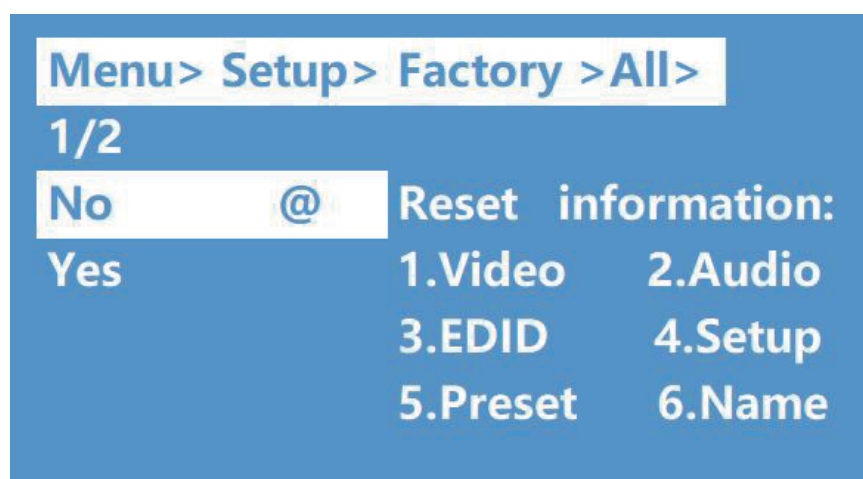 Menu> Setup> Factory >All>
1/2
No @ Reset information:
Yes 1.Video 2.Audio
3.EDID 4.Setup
5.Preset 6.Name